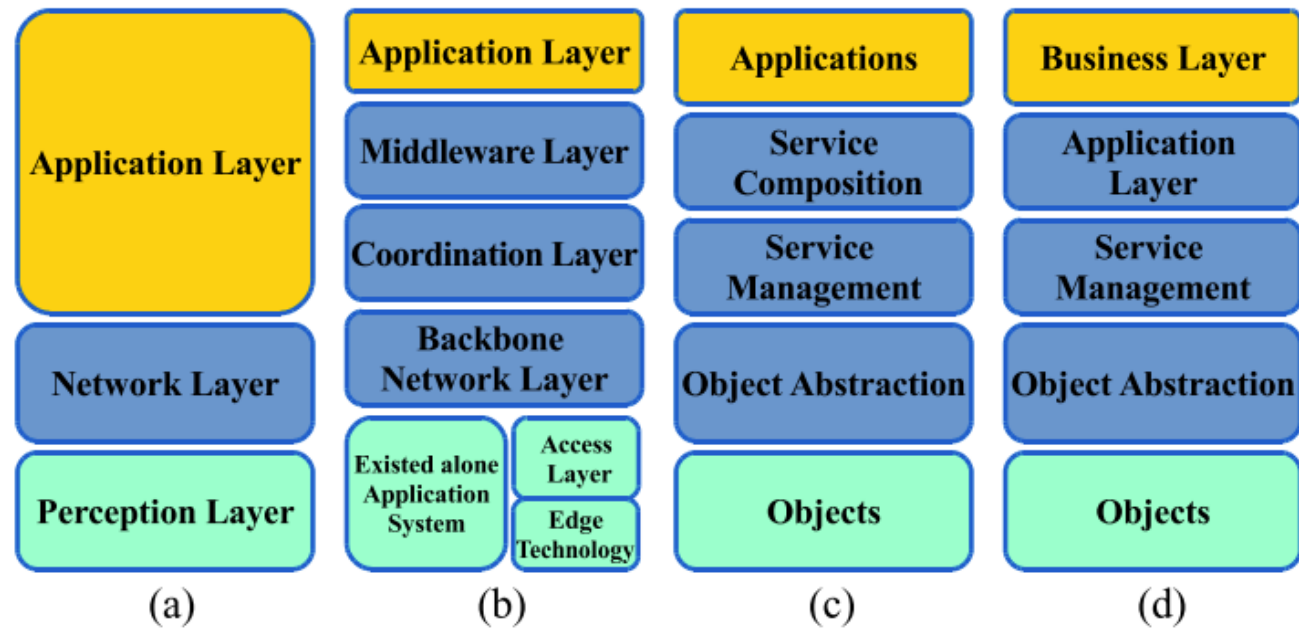 Application Layer
Network Layer
Perception Layer
(a)
Application Layer
Middleware Layer
Coordination Layer
Backbone
Network Layer
Existed alone
Application
System
Access
Layer
Edge
Technology
(b)
Applications
Service
Composition
Service
Management
Object Abstraction
Objects
(c)
Business Layer
Application
Layer
Service
Management
Object Abstraction
Objects
(d)